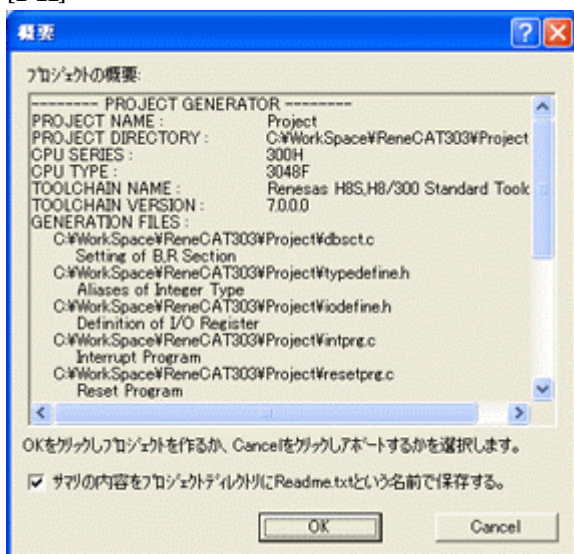 概要
プロジェクトの概要:
-------- PROJECT GENERATOR --------
PROJECT NAME : Project
PROJECT DIRECTORY : C:¥WorkSpace¥ReneCAT303¥Project
CPU SERIES : 300H
CPU TYPE : 3048F
TOOLCHAIN NAME : Renesas H8S,H8/300 Standard Toolc
TOOLCHAIN VERSION : 7.0.0.0
GENERATION FILES :
C:¥WorkSpace¥ReneCAT303¥Project¥dbsct.c
Setting of B,R Section
C:¥WorkSpace¥ReneCAT303¥Project¥typedefine.h
Aliases of Integer Type
C:¥WorkSpace¥ReneCAT303¥Project¥iodefine.h
Definition of I/O Register
C:¥WorkSpace¥ReneCAT303¥Project¥intprg.c
Interrupt Program
C:¥WorkSpace¥ReneCAT303¥Project¥resetprg.c
Reset Program
OKをクリックしプロジェクトを作るか、Cancelをクリックしアボートするかを選択します。
サマリの内容をプロジェクトディレクトリにReadme.txtという名前で保存する。
OK Cancel